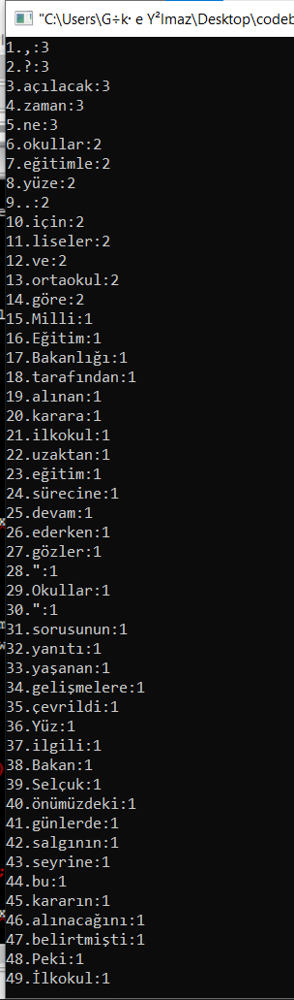 "C:\Users\G÷k· e Y²lmaz\Desktop\codeb
1.,:3
2.?:3
3.açılacak:3
4.zaman:3
5.ne:3
6.okullar:2
7.eğitimle:2
8.yüze:2
9..:2
10.için:2
11.liseler:2
12.ve:2
13.ortaokul:2
14.göre:2
15.Milli:1
16.Eğitim:1
17.Bakanlığı:1
18.tarafından:1
19.alınan:1
20.karara:1
21.ilkokul:1
22.uzaktan:1
23.eğitim:1
24.sürecine:1
25.devam:1
26.ederken:1
27.gözler:1
28.":1
29.Okullar:1
30.":1
31.sorusunun:1
32.yanıtı:1
33.yaşanan:1
34.gelişmelere:1
35.çevrildi:1
36.Yüz:1
37.ilgili:1
38.Bakan:1
39.Selçuk:1
40.önümüzdeki:1
41.günlerde:1
42.salgının:1
43.seyrine:1
44.bu:1
45.kararın:1
46.alınacağını:1
47.belirtmişti:1
48.Peki:1
49.İlkokul:1